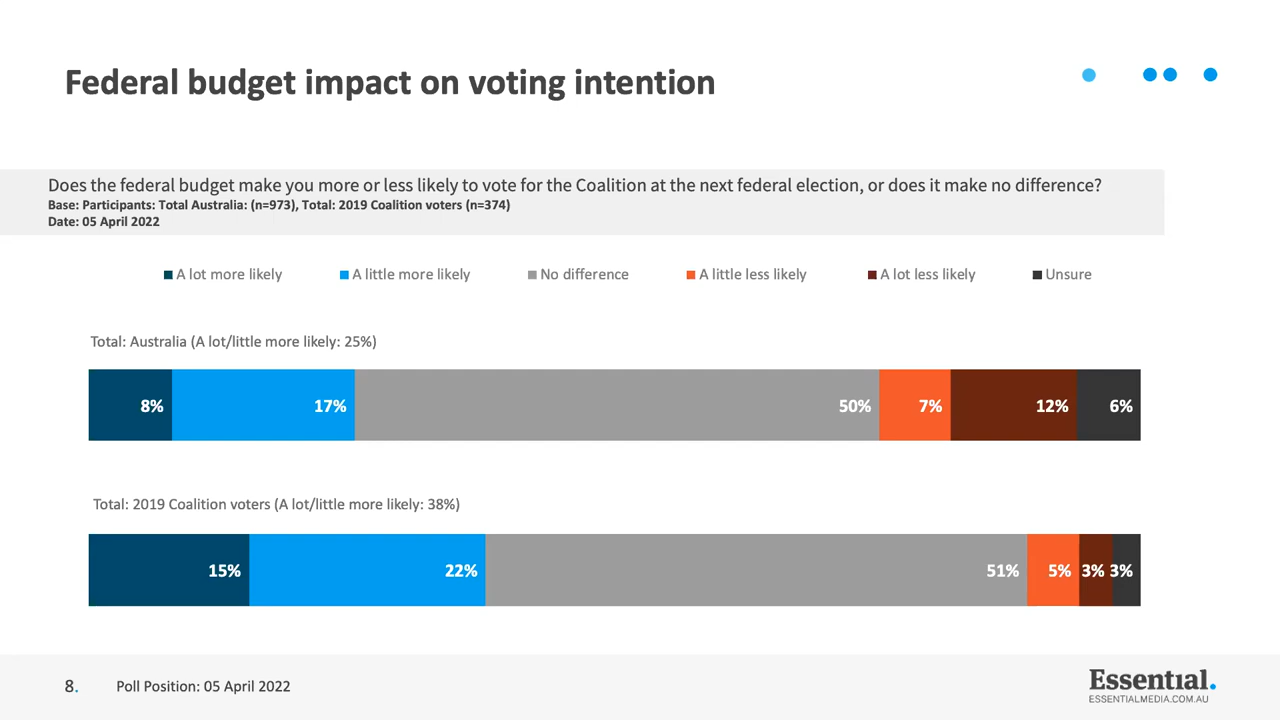 Federal budget impact on voting intention
Does the federal budget make you more or less likely to vote for the Coalition at the next federal election, or does it make no difference?
Base: Participants: Total Australia: (n=973), Total: 2019 Coalition voters (n=374)
Date: 05 April 2022
A lot more likely A little more likely No difference A little less likely A lot less likely Unsure
Total: Australia (A lot/little more likely: 25%)
8% 17% 50% 7% 12% 6%
Total: 2019 Coalition voters (A lot/little more likely: 38%)
15% 22% 51% 5% 3% 3%
8. Poll Position: 05 April 2022
Essential.
ESSENTIALMEDIA.COM.AU